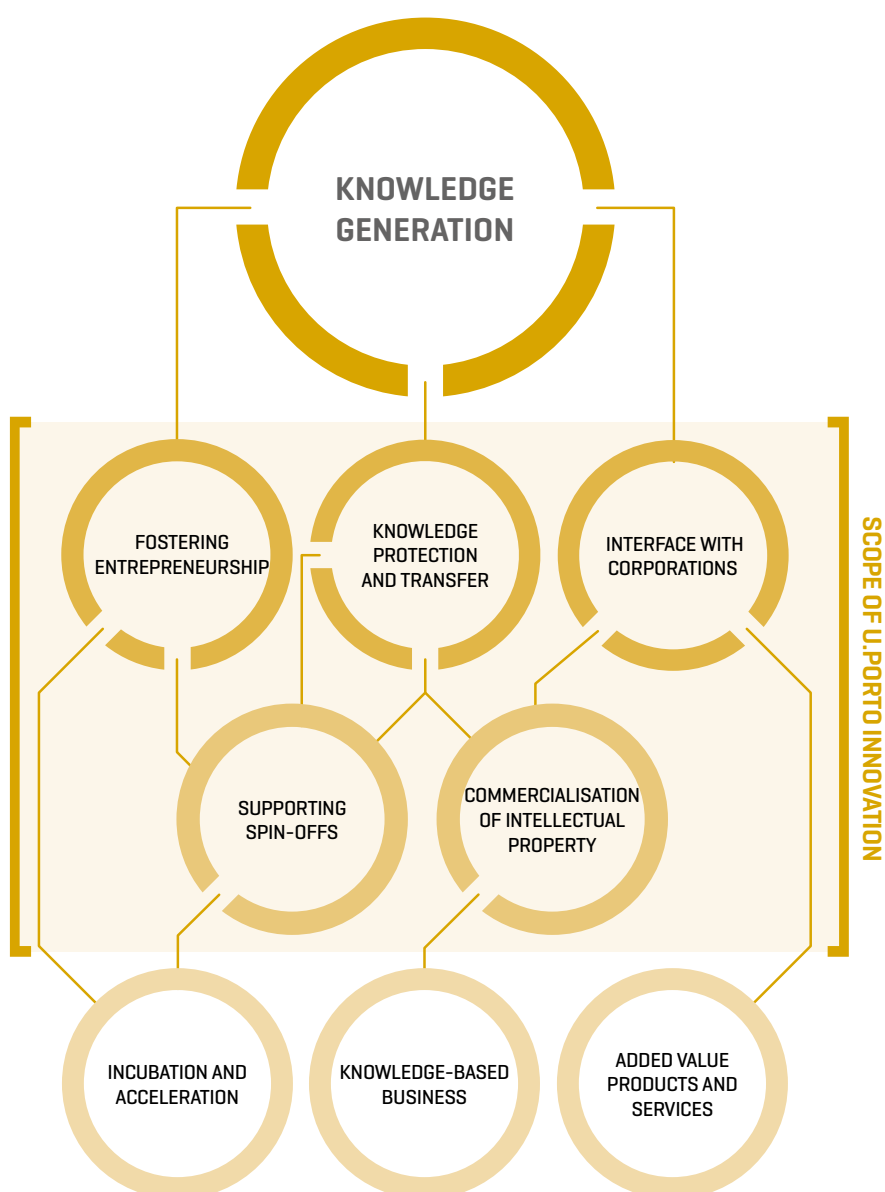 KNOWLEDGE
GENERATION
FOSTERING
ENTREPRENEURSHIP
KNOWLEDGE
PROTECTION
AND TRANSFER
INTERFACE WITH
CORPORATIONS
SCOPE OF U.PORTO INNOVATION
SUPPORTING
SPIN-OFFS
COMMERCIALISATION
OF INTELLECTUAL
PROPERTY
INCUBATION AND
ACCELERATION
KNOWLEDGE-BASED
BUSINESS
ADDED VALUE
PRODUCTS AND
SERVICES